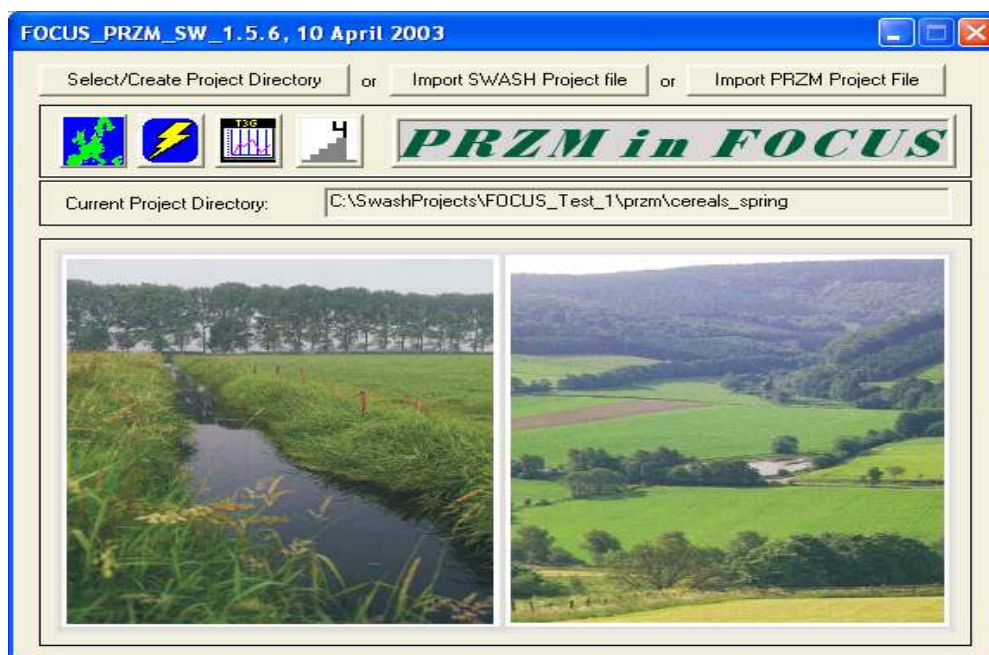 FOCUS_PRZM_SW_1.5.6, 10 April 2003
Select/Create Project Directory or Import SWASH Project file or Import PRZM Project File
T3G 4 PRZM in FOCUS
Current Project Directory: C:\SwashProjects\FOCUS_Test_1\przm\cereals_spring